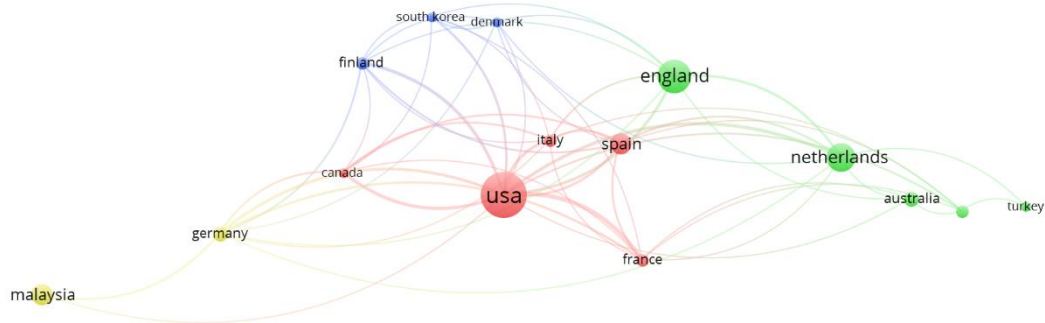 south korea
denmark
finland
england
italy
spain
netherlands
canada
usa
australia
turkey
germany
france
malaysia